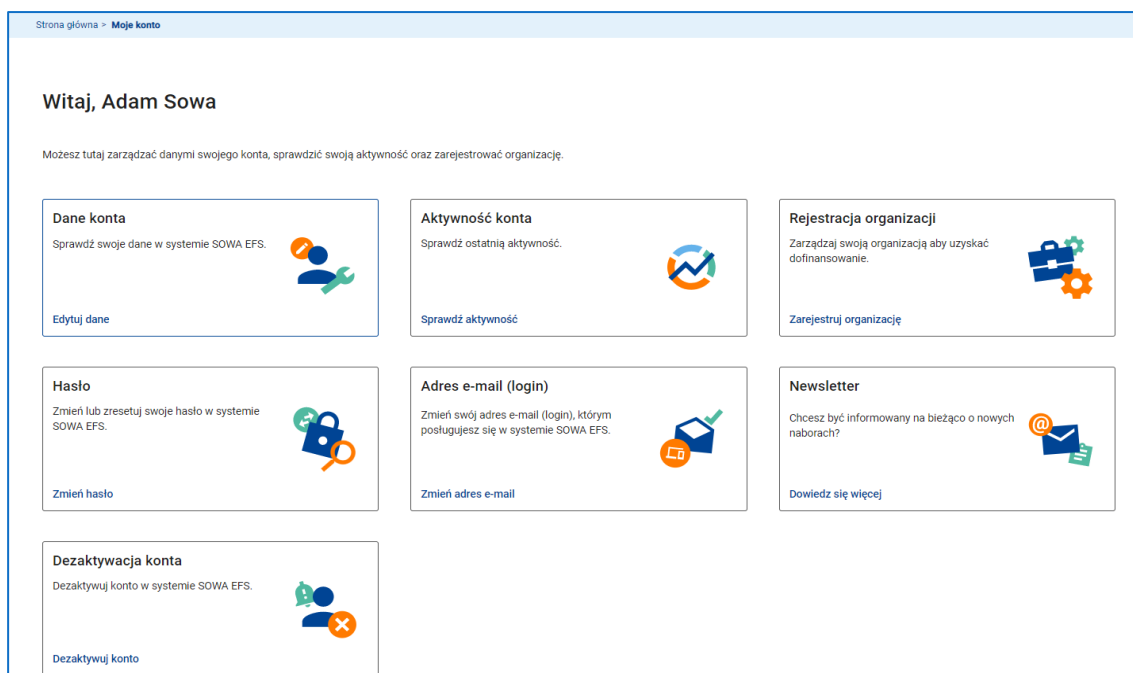 Strona główna > Moje konto
Witaj, Adam Sowa
Możesz tutaj zarządzać danymi swojego konta, sprawdzić swoją aktywność oraz zarejestrować organizację.
Dane konta
Sprawdź swoje dane w systemie SOWA EFS.
Edytuj dane
Aktywność konta
Sprawdź ostatnią aktywność.
Sprawdź aktywność
Rejestracja organizacji
Zarządzaj swoją organizacją aby uzyskać
dofinansowanie.
Zarejestruj organizację
Hasło
Zmień lub zresetuj swoje hasło w systemie
SOWA EFS.
Zmień hasło
Adres e-mail (login)
Zmień swój adres e-mail (login), którym
posługujesz się w systemie SOWA EFS.
Zmień adres e-mail
Newsletter
Chcesz być informowany na bieżąco o nowych
naborach?
Dowiedz się więcej
Dezaktywacja konta
Dezaktywuj konto w systemie SOWA EFS.
Dezaktywuj konto